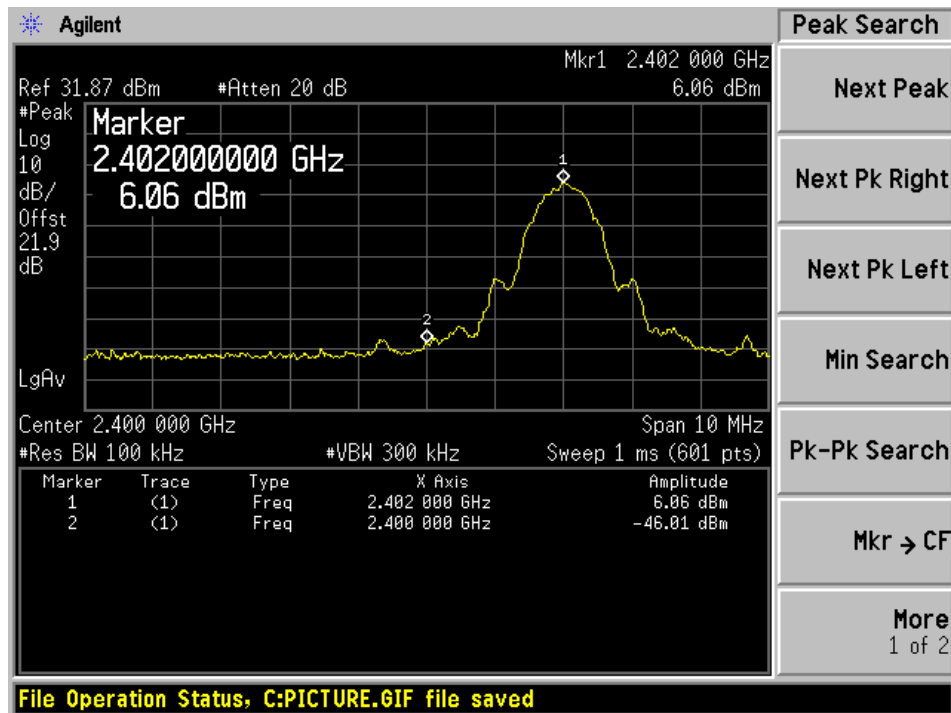 Agilent
Peak Search
Mkr1 2.402 000 GHz
Ref 31.87 dBm #Atten 20 dB 6.06 dBm
#Peak
Log
10
dB/
Offst
21.9
dB
LgAv
Marker
2.402000000 GHz
6.06 dBm
1
2
Center 2.400 000 GHz Span 10 MHz
#Res BW 100 kHz #VBW 300 kHz Sweep 1 ms (601 pts)
Marker Trace Type X Axis Amplitude
1 (1) Freq 2.402 000 GHz 6.06 dBm
2 (1) Freq 2.400 000 GHz -46.01 dBm
Next Peak
Next Pk Right
Next Pk Left
Min Search
Pk-Pk Search
Mkr → CF
More
1 of 2
File Operation Status, C:PICTURE.GIF file saved